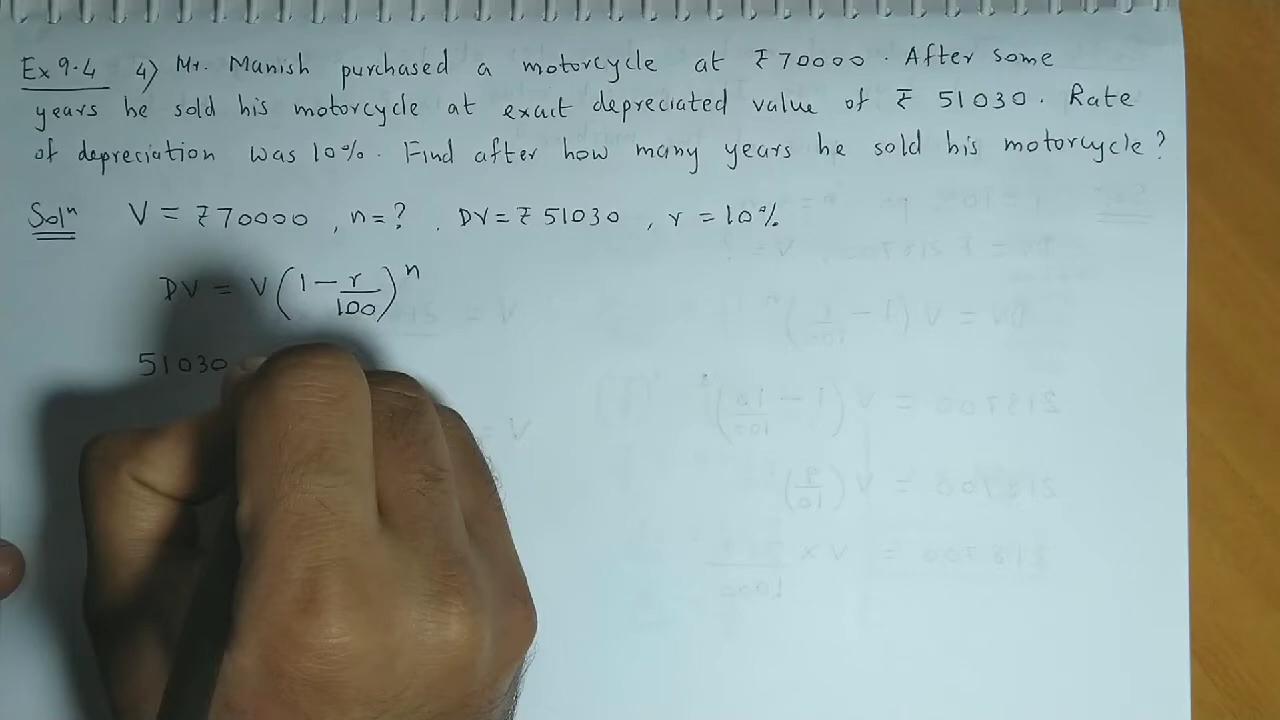 Ex 9.4 4) Mr. Manish purchased a motorcycle at ₹70000. After some
years he sold his motorcycle at exact depreciated value of ₹ 51030. Rate
of depreciation was 10%. Find after how many years he sold his motorcycle?
Solⁿ V = ₹70000, n=?, DV=₹51030, r=10%
DV = V(1 - r/100)ⁿ
51030